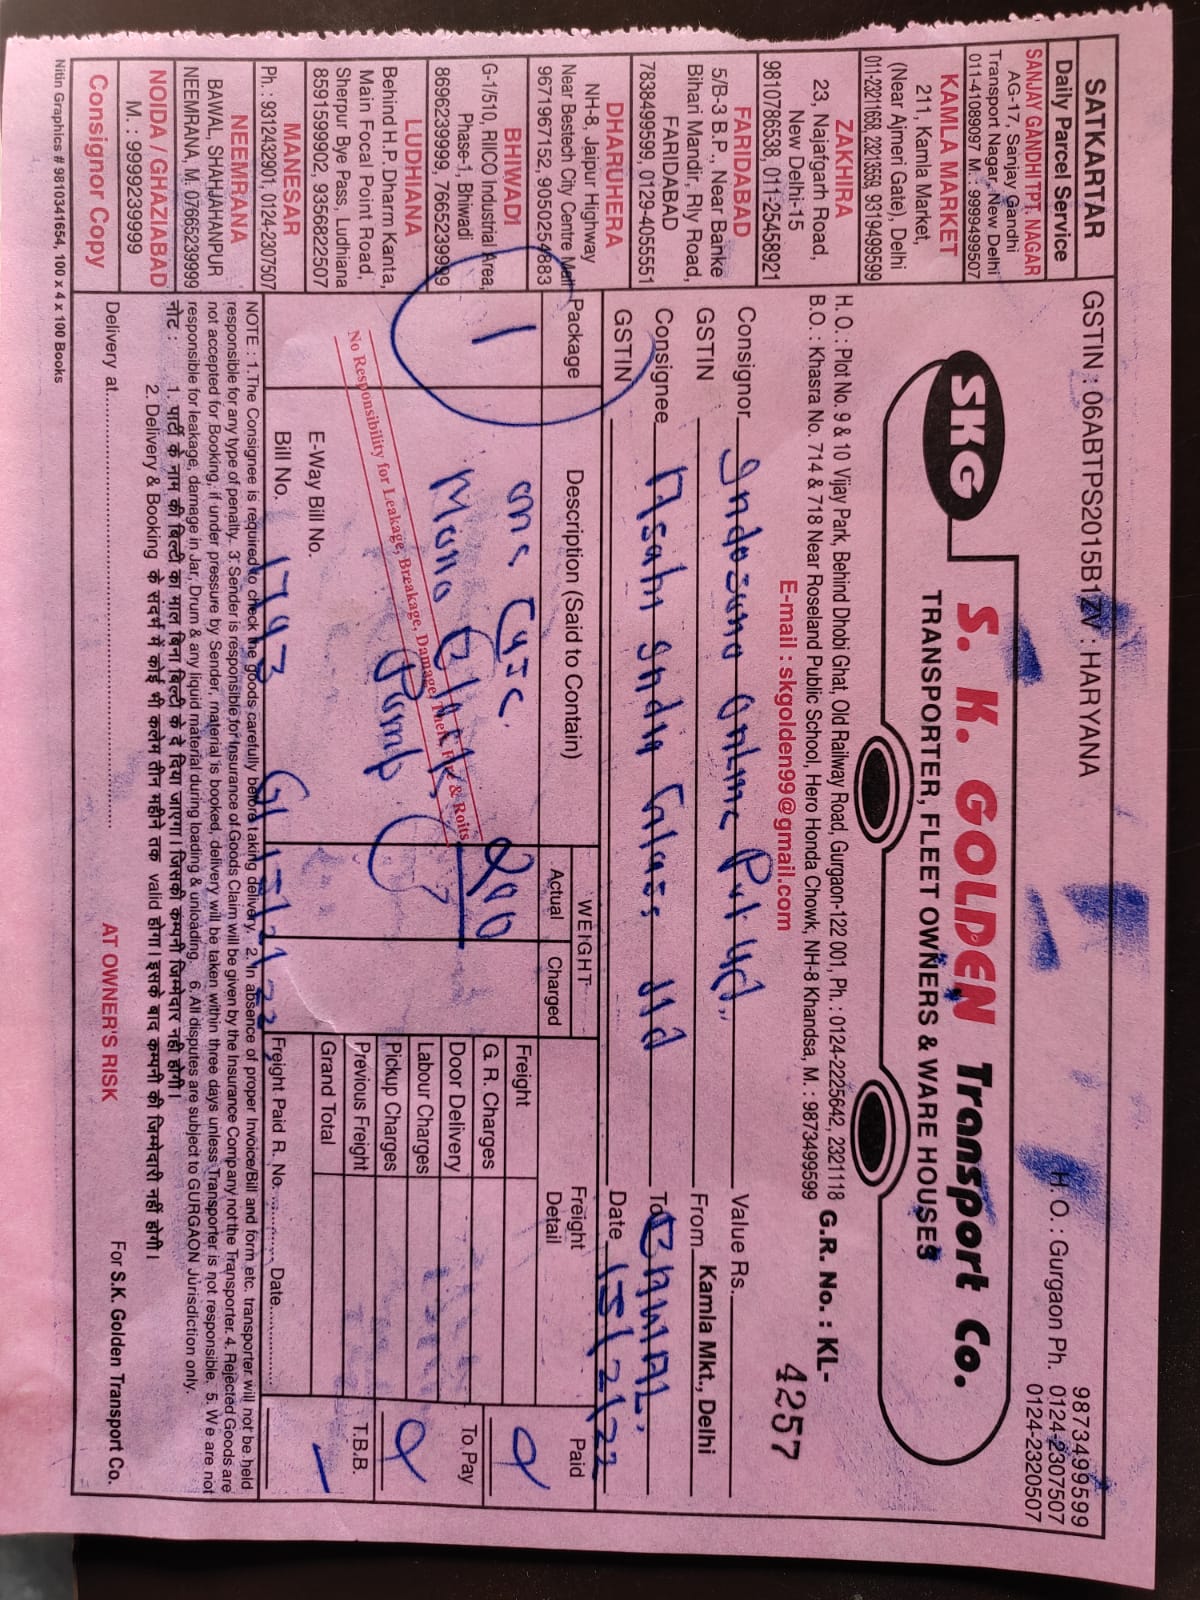 SATKARTAR
Daily Parcel Service
SANJAY GANDHI TPT. NAGAR
AG-17, Sanjay Gandhi
Transport Nagar, New Delhi
011-41089097 M. : 9999499507
KAMLA MARKET
211, Kamla Market,
(Near Ajmeri Gate), Delhi
011-23211668, 23213559, 9319499599
ZAKHIRA
23, Najafgarh Road,
New Delhi-15
9810786538, 011-25458921
FARIDABAD
5/B-3 B.P., Near Banke
Bihari Mandir, Rly Road,
FARIDABAD
7838499599, 0129-4055551
DHARUHERA
NH-8, Jaipur Highway
Near Bestech City Centre Mall
9671967152, 9050254883
BHIWADI
G-1/510, RIICO Industrial Area,
Phase-1, Bhiwadi
8696239999, 7665239999
LUDHIANA
Behind H.P. Dharm Kanta,
Main Focal Point Road,
Sherpur Bye Pass, Ludhiana
8591599902, 9356822507
MANESAR
Ph. : 9312432901, 0124-2307507
NEEMRANA
BAWAL, SHAHJAHANPUR
NEEMRANA, M. 07665239999
NOIDA / GHAZIABAD
M. : 9999239999
Consignor Copy
GSTIN : 06ABTPS2015B1ZV : HARYANA
H.O. : Gurgaon Ph.
9873499599
0124-2307507
0124-2320507
SKG
S. K. GOLDEN Transport Co.
TRANSPORTER, FLEET OWNERS & WARE HOUSES
H.O. : Plot No. 9 & 10 Vijay Park, Behind Dhobi Ghat, Old Railway Road, Gurgaon-122 001, Ph. : 0124-2225642, 2321118
B.O. : Khasra No. 714 & 718 Near Roseland Public School, Hero Honda Chowk, NH-8 Khandsa, M. : 9873499599
E-mail : skgolden99@gmail.com
G.R. No. : KL-
4257
Consignor Indosuno Online Pvt Ltd.
Value Rs.
GSTIN
From Kamla Mkt., Delhi
Consignee Asahi India Glass Ltd
To
GSTIN
Date 15/2/22
Package
Description (Said to Contain)
WEIGHT
Actual
Charged
Freight Detail
Paid
1
one Case.
Mono Block
Pump
200
Freight
G. R. Charges
Door Delivery
To Pay
Labour Charges
Pickup Charges
Previous Freight
T.B.B.
Grand Total
No Responsibility for Leakage, Breakage, Damage, Theft, Fire & Roits
E-Way Bill No.
Bill No. 1793
Freight Paid R. No. ............ Date............
NOTE : 1.The Consignee is required to check the goods carefully before taking delivery. 2. In absence of proper Invoice/Bill and form etc. transporter will not be held
responsible for any type of penalty. 3. Sender is responsible for Insurance of Goods Claim will be given by the Insurance Company not the Transporter. 4. Rejected Goods are
not accepted for Booking, if under pressure by Sender, material is booked, delivery will be taken within three days unless Transporter is not responsible. 5. We are not
responsible for leakage, damage in Jar, Drum & any liquid material during loading & unloading. 6.All disputes are subject to GURGAON Jurisdiction only.
नोट : 1. पार्टी के नाम की बिल्टी का माल बिना बिल्टी के दे दिया जाएगा। जिसकी कम्पनी जिम्मेदार नहीं होगी।
2. Delivery & Booking के संदर्भ में कोई भी कलेम तीन महीने तक valid होगा। इसके बाद कम्पनी की जिम्मेदारी नहीं होगी।
Delivery at............
AT OWNER'S RISK
For S.K. Golden Transport Co.
Nitin Graphics # 9810341654, 100 x 4 x 100 Books